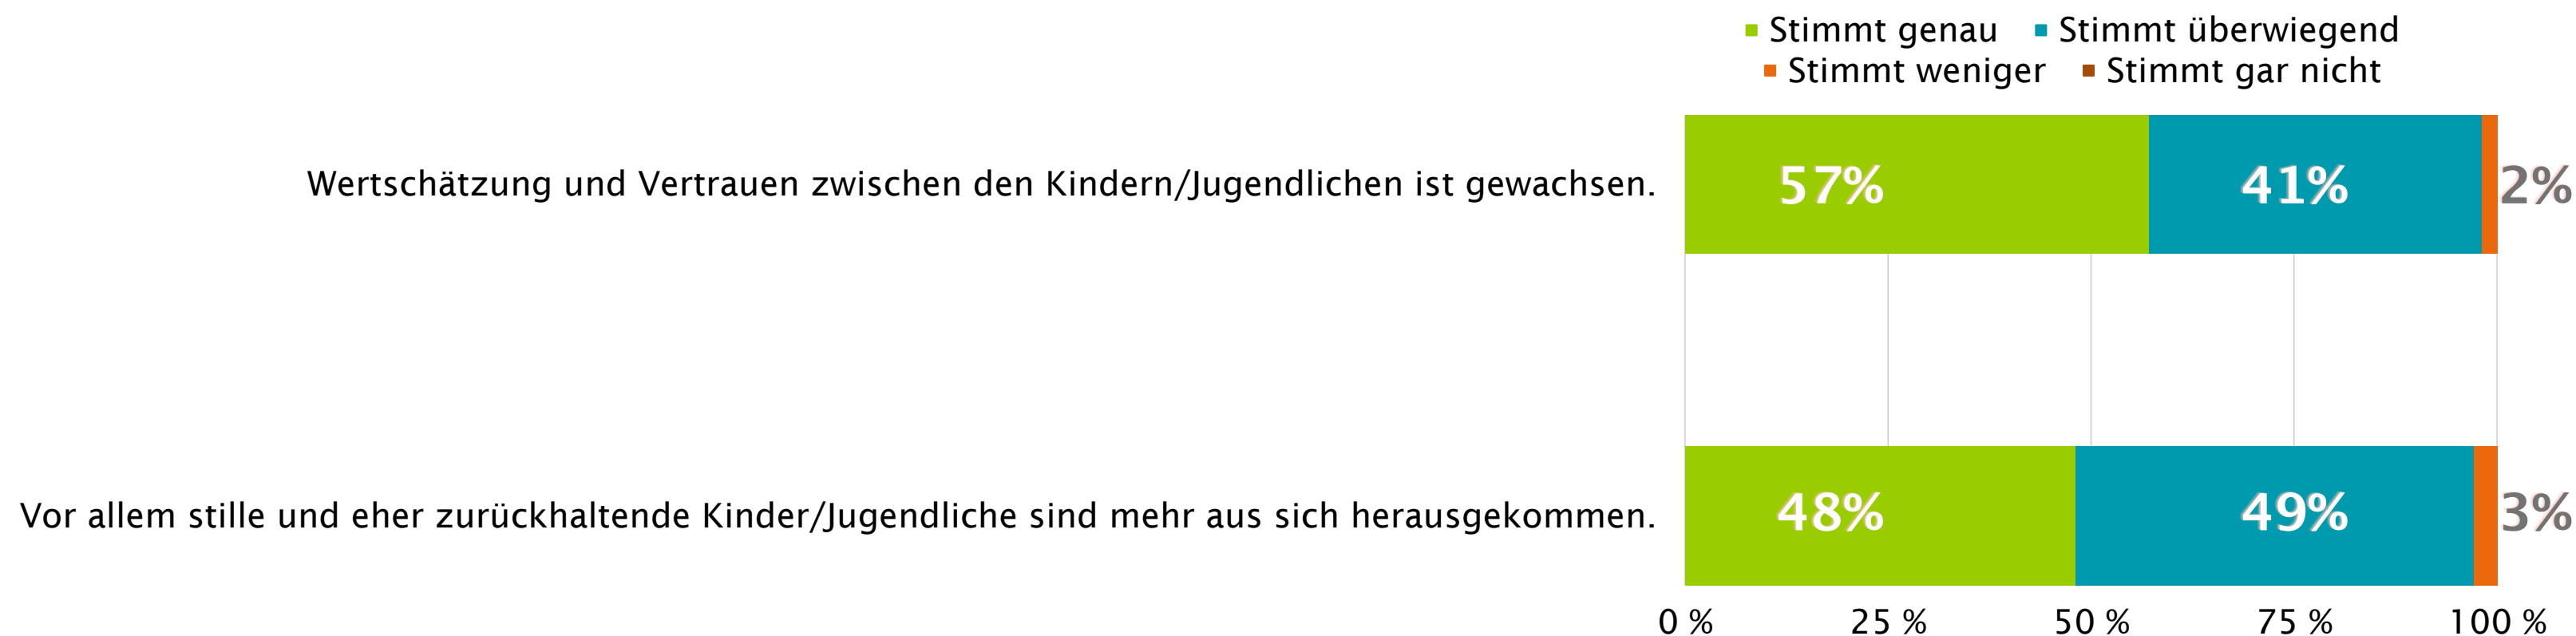 Stimmt genau Stimmt überwiegend
Stimmt weniger Stimmt gar nicht
Wertschätzung und Vertrauen zwischen den Kindern/Jugendlichen ist gewachsen. 57% 41% 2%
Vor allem stille und eher zurückhaltende Kinder/Jugendliche sind mehr aus sich herausgekommen. 48% 49% 3%
0 % 25 % 50 % 75 % 100 %